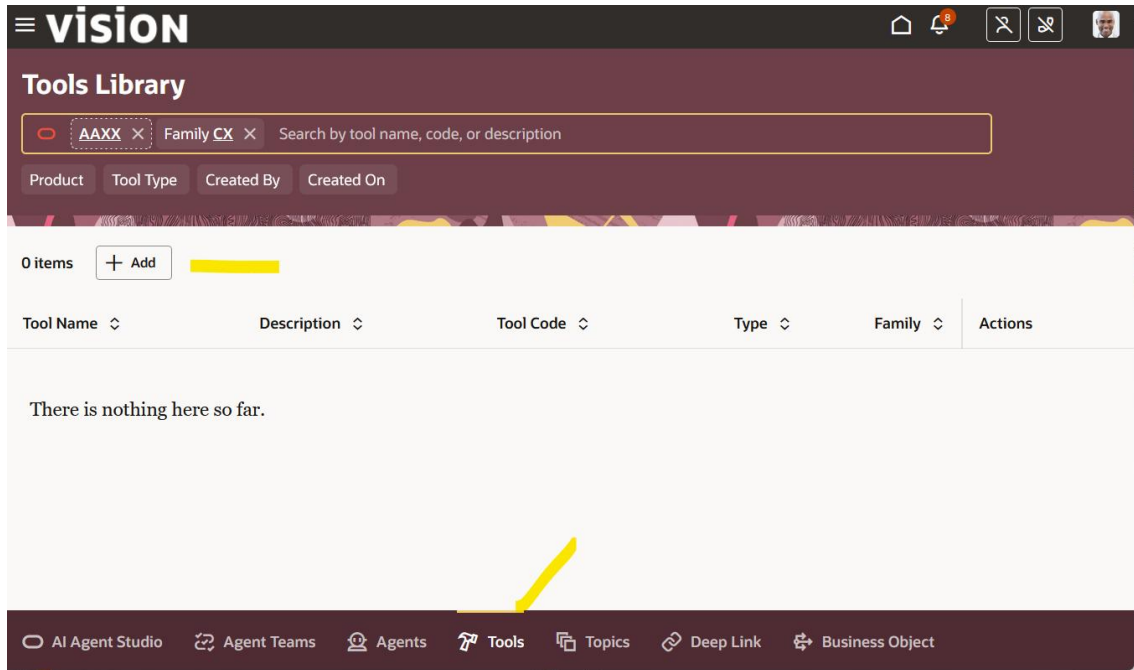 VISION
8
Tools Library
AAXX Family CX Search by tool name, code, or description
Product Tool Type Created By Created On
0 items + Add
Tool Name Description Tool Code Type Family Actions
There is nothing here so far.
AI Agent Studio Agent Teams Agents Tools Topics Deep Link Business Object